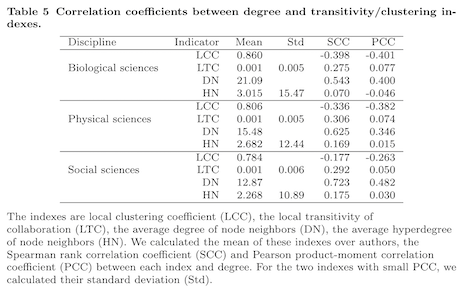 Table 5 Correlation coefficients between degree and transitivity/clustering in-
dexes.
Discipline Indicator Mean Std SCC PCC
LCC 0.860 -0.398 -0.401
Biological sciences LTC 0.001 0.005 0.275 0.077
DN 21.09 0.543 0.400
HN 3.015 15.47 0.070 -0.046
LCC 0.806 -0.336 -0.382
Physical sciences LTC 0.001 0.005 0.306 0.074
DN 15.48 0.625 0.346
HN 2.682 12.44 0.169 0.015
LCC 0.784 -0.177 -0.263
Social sciences LTC 0.001 0.006 0.292 0.050
DN 12.87 0.723 0.482
HN 2.268 10.89 0.175 0.030
The indexes are local clustering coefficient (LCC), the local transitivity of
collaboration (LTC), the average degree of node neighbors (DN), the average hyperdegree
of node neighbors (HN). We calculated the mean of these indexes over authors, the
Spearman rank correlation coefficient (SCC) and Pearson product-moment correlation
coefficient (PCC) between each index and degree. For the two indexes with small PCC, we
calculated their standard deviation (Std).